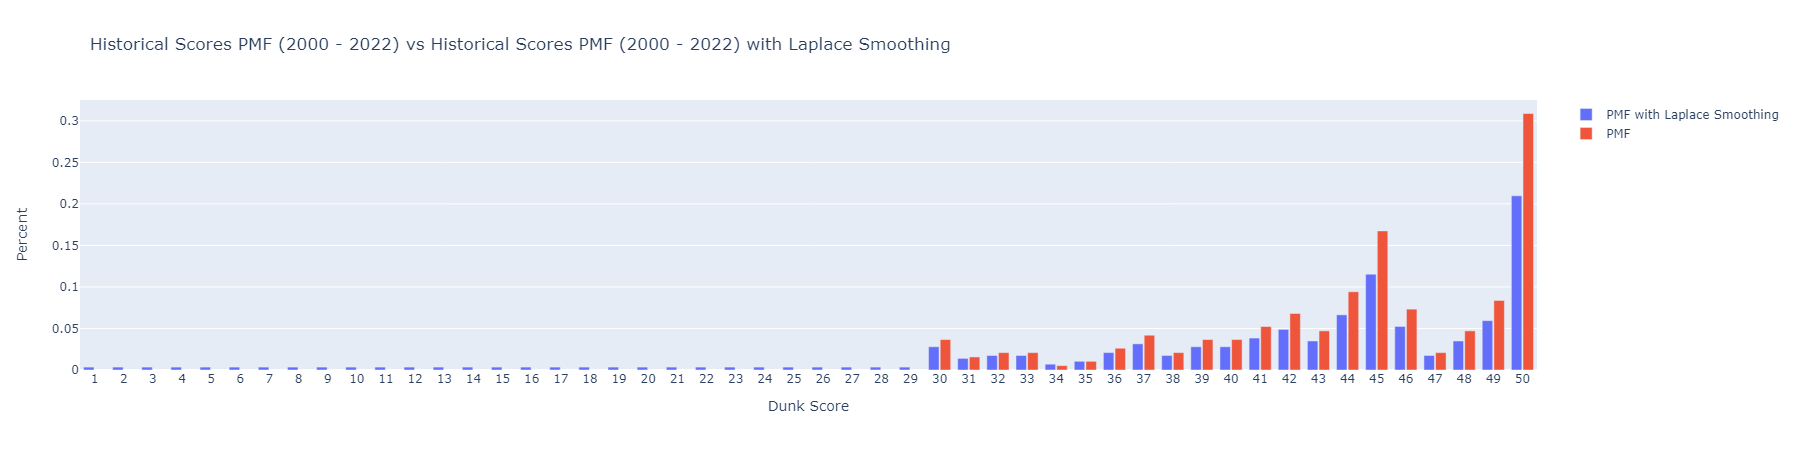 Historical Scores PMF (2000 - 2022) vs Historical Scores PMF (2000 - 2022) with Laplace Smoothing
PMF with Laplace Smoothing
PMF
Percent
0.3
0.25
0.2
0.15
0.1
0.05
0
1 2 3 4 5 6 7 8 9 10 11 12 13 14 15 16 17 18 19 20 21 22 23 24 25 26 27 28 29 30 31 32 33 34 35 36 37 38 39 40 41 42 43 44 45 46 47 48 49 50
Dunk Score